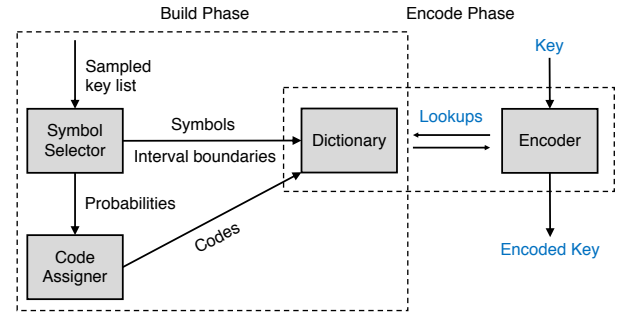 Build Phase
Encode Phase
Sampled
key list
Key
Symbol
Selector
Symbols
Interval boundaries
Dictionary
Lookups
Encoder
Probabilities
Codes
Code
Assigner
Encoded Key